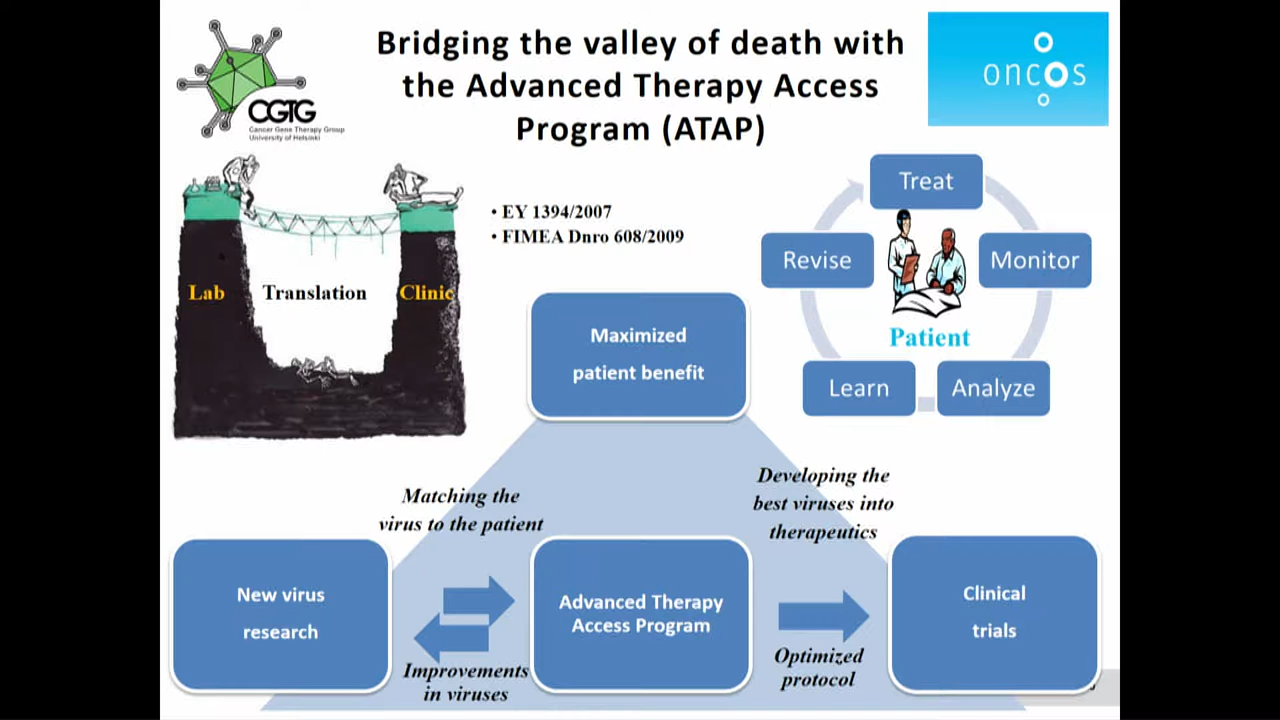 Bridging the valley of death with
the Advanced Therapy Access
Program (ATAP)
CGTG
Cancer Gene Therapy Group
University of Helsinki
oncos
• EY 1394/2007
• FIMEA Dnro 608/2009
Lab
Translation
Clinic
Treat
Monitor
Analyze
Learn
Revise
Patient
Maximized
patient benefit
Matching the
virus to the patient
Developing the
best viruses into
therapeutics
New virus
research
Improvements
in viruses
Advanced Therapy
Access Program
Optimized
protocol
Clinical
trials